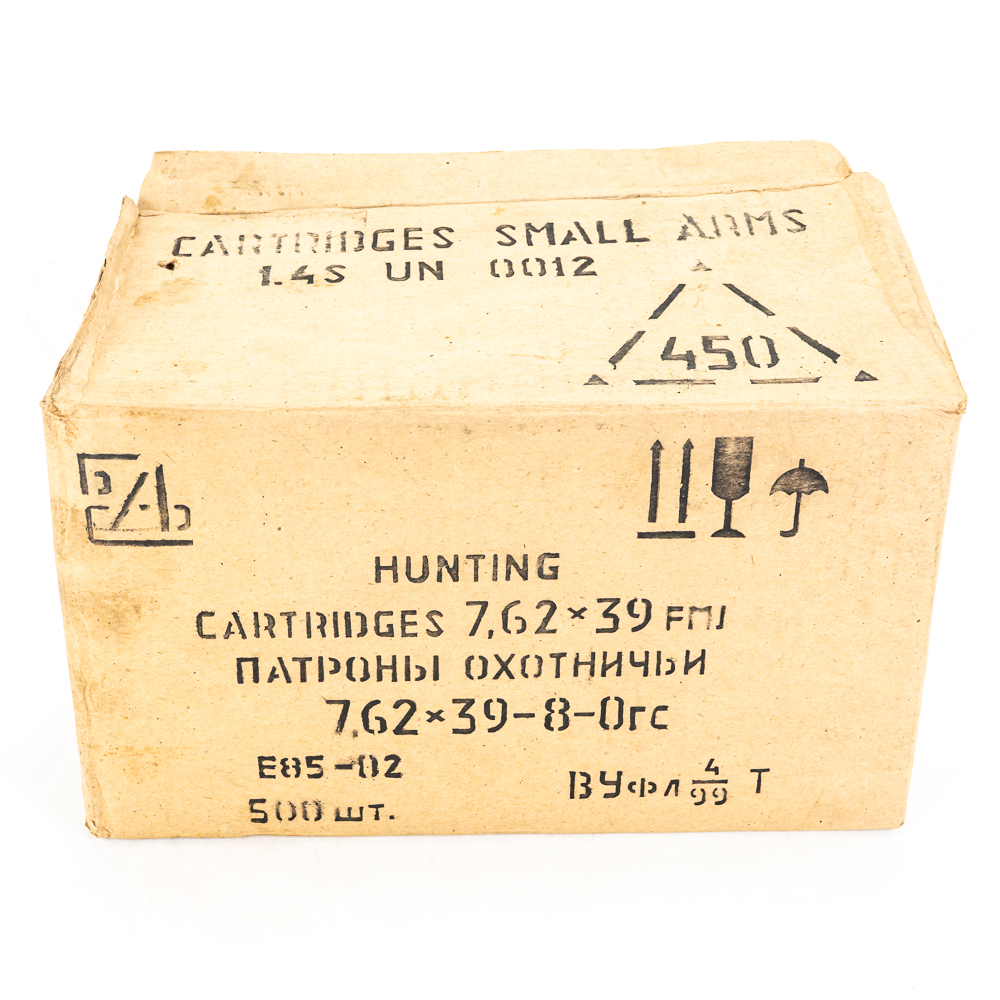 CARTRIDGES SMALL ARMS
1.4S UN 0012
450
HUNTING
CARTRIDGES 7,62×39 FMJ
ПАТРОНЫ ОХОТНИЧЬИ
7,62×39-8-0гс
E85-02
500 шт.
ВУфл 4/99 Т